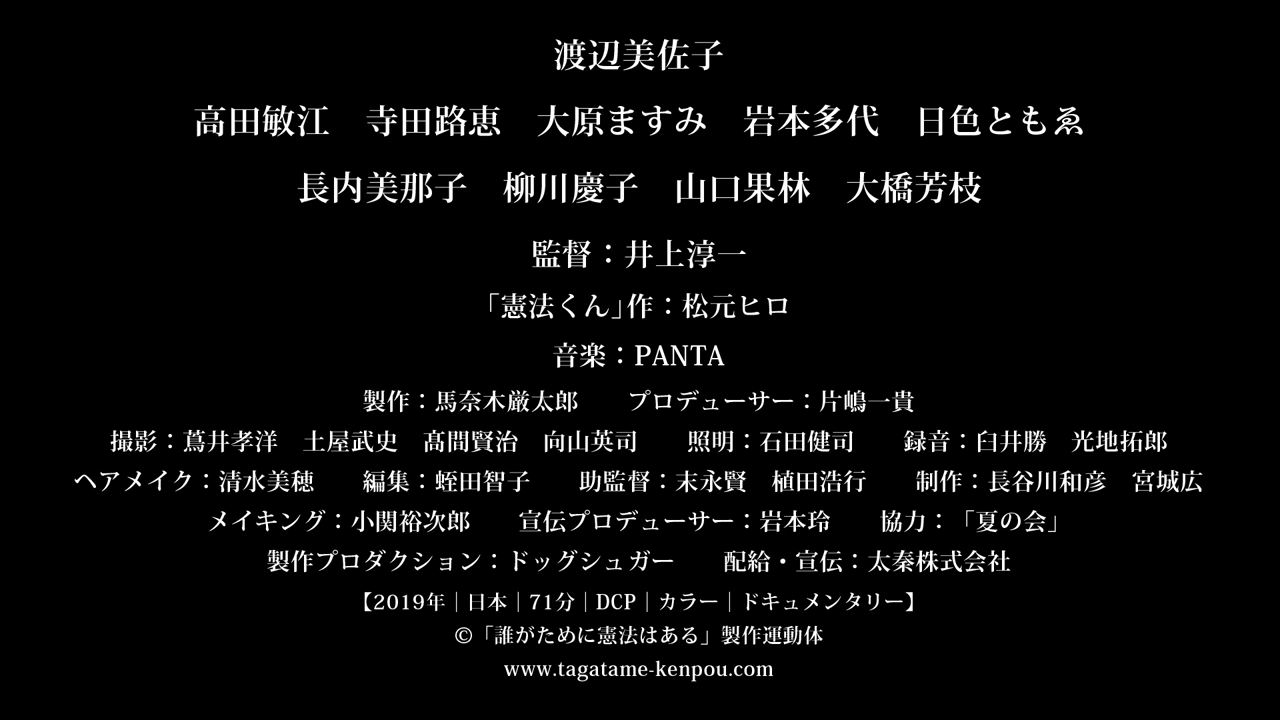 渡辺美佐子
高田敏江　寺田路恵　大原ますみ　岩本多代　日色ともゑ
長内美那子　柳川慶子　山口果林　大橋芳枝
監督：井上淳一
「憲法くん」作：松元ヒロ
音楽：PANTA
製作：馬奈木厳太郎　　プロデューサー：片嶋一貴
撮影：蔦井孝洋　土屋武史　髙間賢治　向山英司　　照明：石田健司　　録音：臼井勝　光地拓郎
ヘアメイク：清水美穂　　編集：蛭田智子　　助監督：末永賢　植田浩行　　制作：長谷川和彦　宮城広
メイキング：小関裕次郎　　宣伝プロデューサー：岩本玲　　協力：「夏の会」
製作プロダクション：ドッグシュガー　　配給・宣伝：太秦株式会社
【2019年｜日本｜71分｜DCP｜カラー｜ドキュメンタリー】
©「誰がために憲法はある」製作運動体
www.tagatame-kenpou.com